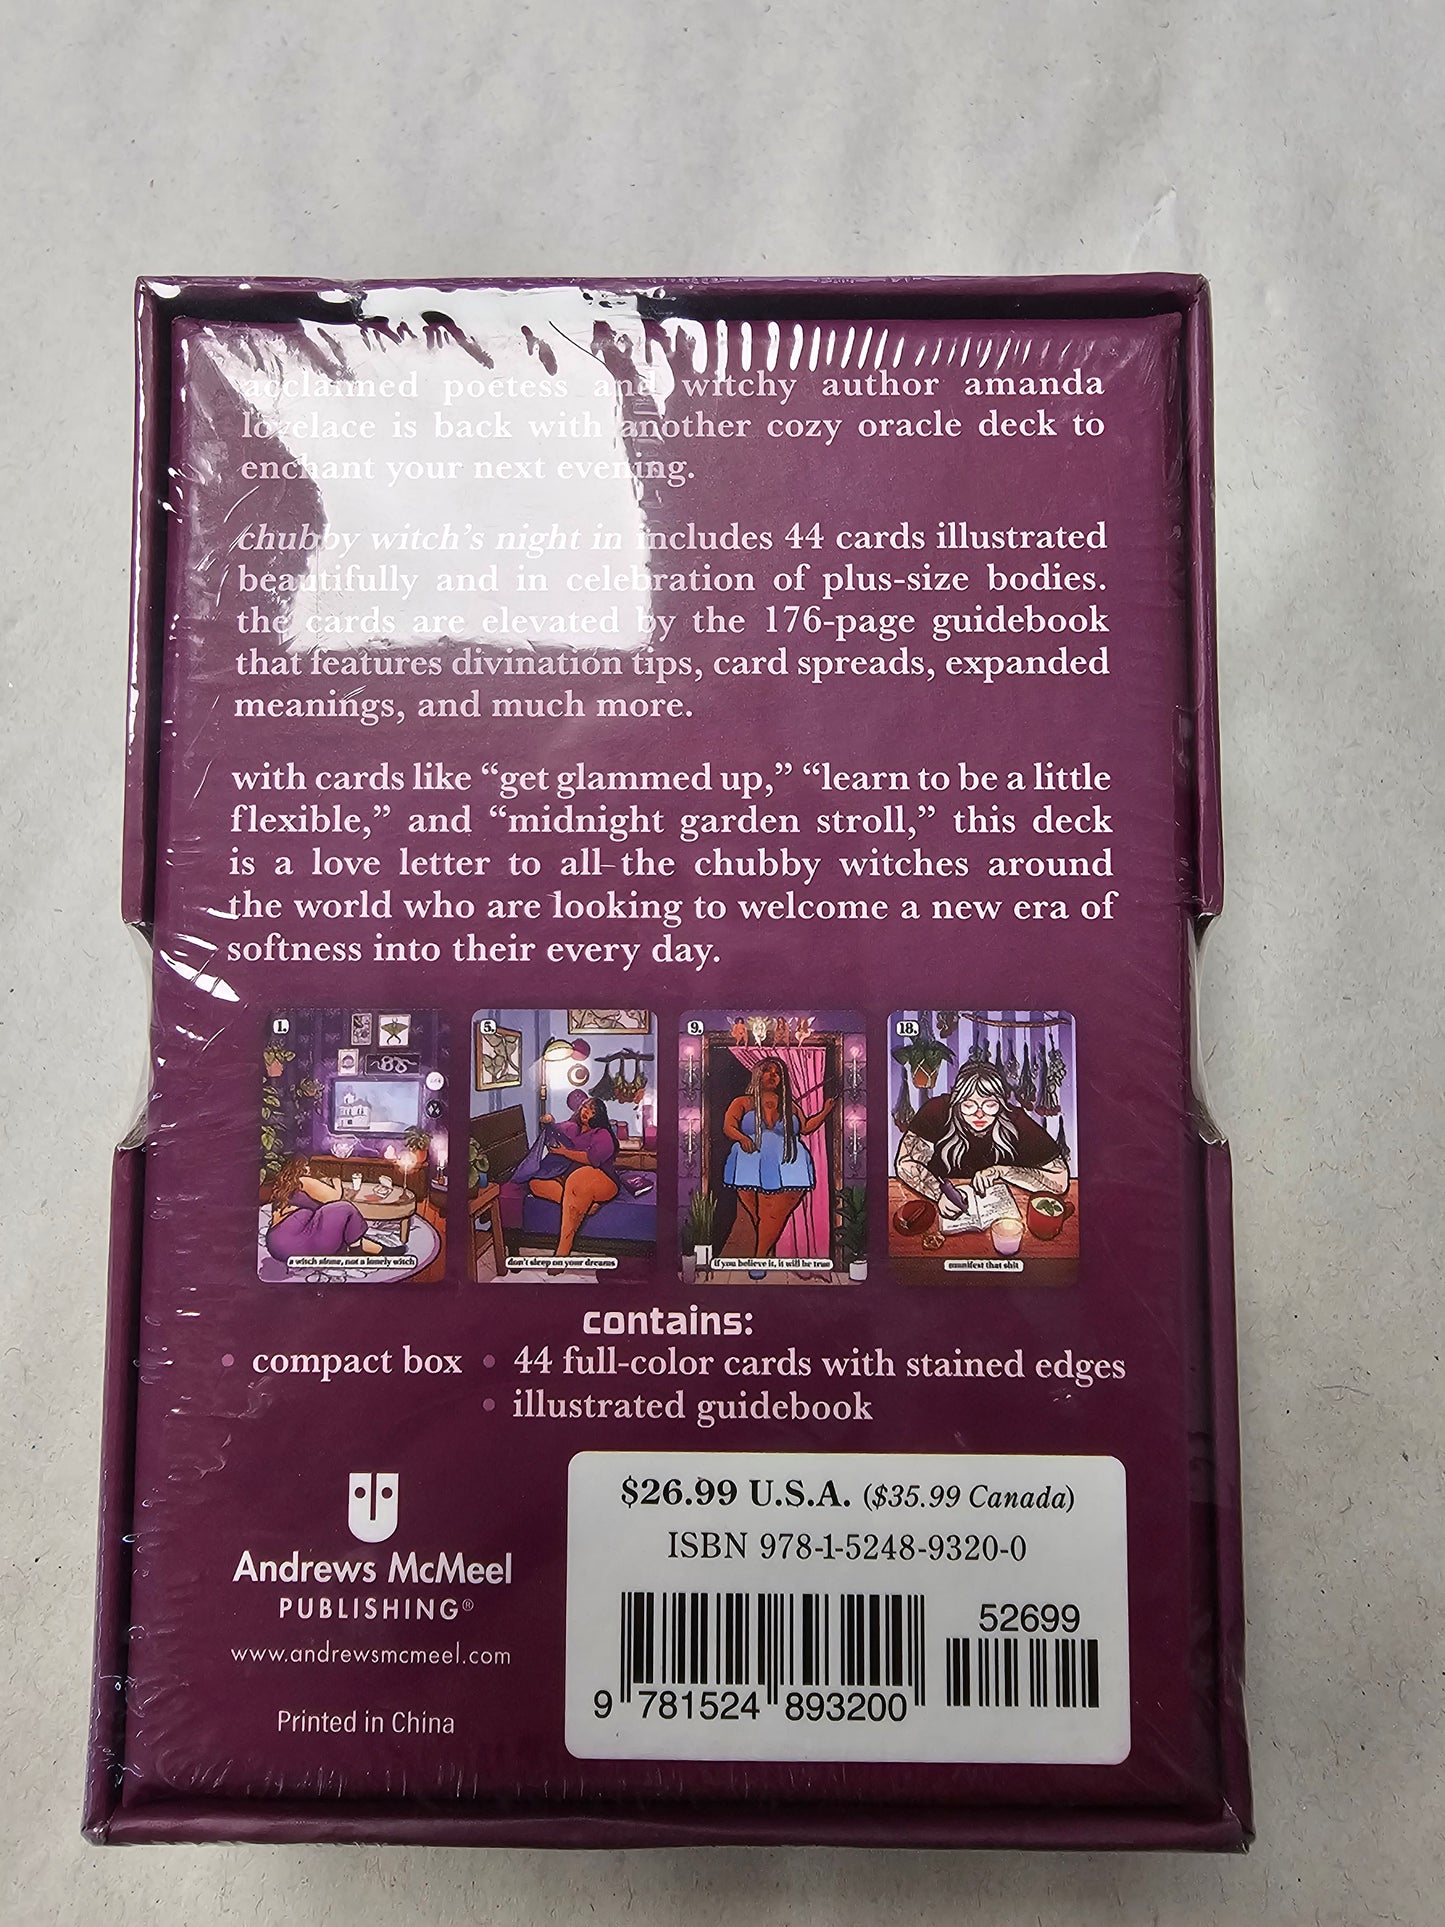 acclaimed poetess and witchy author amanda
lovelace is back with another cozy oracle deck to
enchant your next evening.
chubby witch's night in includes 44 cards illustrated
beautifully and in celebration of plus-size bodies.
the cards are elevated by the 176-page guidebook
that features divination tips, card spreads, expanded
meanings, and much more.
with cards like “get glammed up,” “learn to be a little
flexible,” and “midnight garden stroll,” this deck
is a love letter to all the chubby witches around
the world who are looking to welcome a new era of
softness into their every day.
1. 5. 9. 18.
a witch alone, not a lonely witch don't sleep on your dreams if you believe it, it will be true manifest that shit
contains:
• compact box • 44 full-color cards with stained edges
• illustrated guidebook
$26.99 U.S.A. ($35.99 Canada)
ISBN 978-1-5248-9320-0
52699
9 781524 893200
Andrews McMeel
PUBLISHING®
www.andrewsmcmeel.com
Printed in China